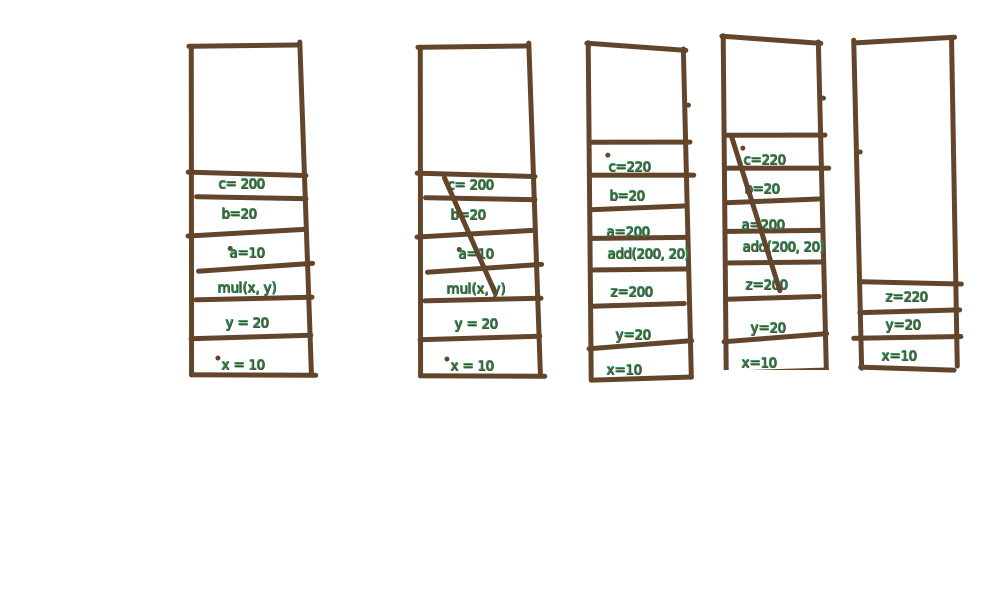 c= 200
b=20
a=10
mul(x, y)
y = 20
x = 10
c= 200
b=20
a=10
mul(x, y)
y = 20
x = 10
c=220
b=20
a=200
add(200, 20)
z=200
y=20
x=10
c=220
b=20
a=200
add(200, 20)
z=200
y=20
x=10
z=220
y=20
x=10